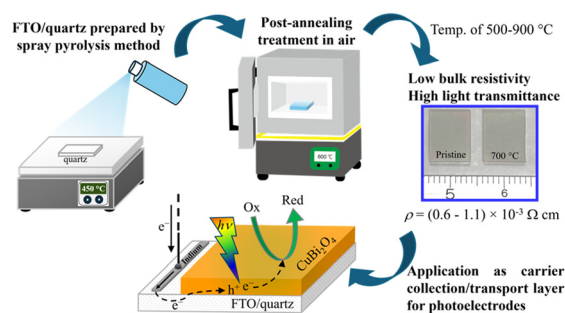 FTO/quartz prepared by
spray pyrolysis method
Post-annealing
treatment in air
Temp. of 500-900 °C
Low bulk resistivity
High light transmittance
quartz
450 °C
600 °C
Pristine
700 °C
5
6
ρ = (0.6 - 1.1) × 10⁻³ Ω cm
Ox
Red
e⁻
hν
Indium
CuBi₂O₄
h⁺
e⁻
e⁻
FTO/quartz
Application as carrier
collection/transport layer
for photoelectrodes